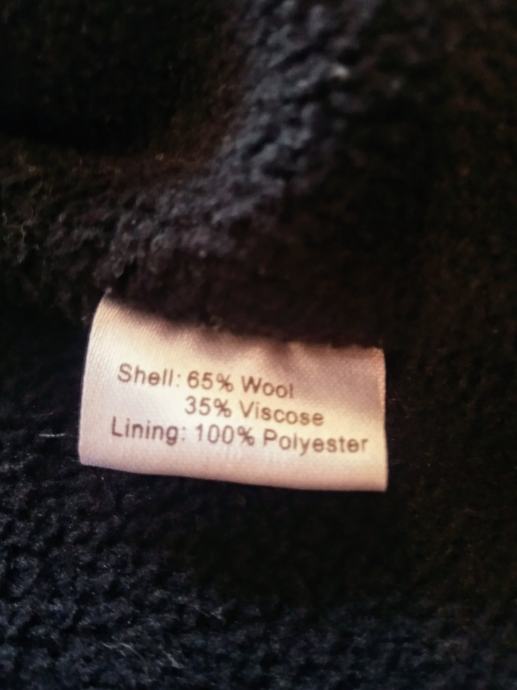 Shell: 65% Wool
35% Viscose
Lining: 100% Polyester